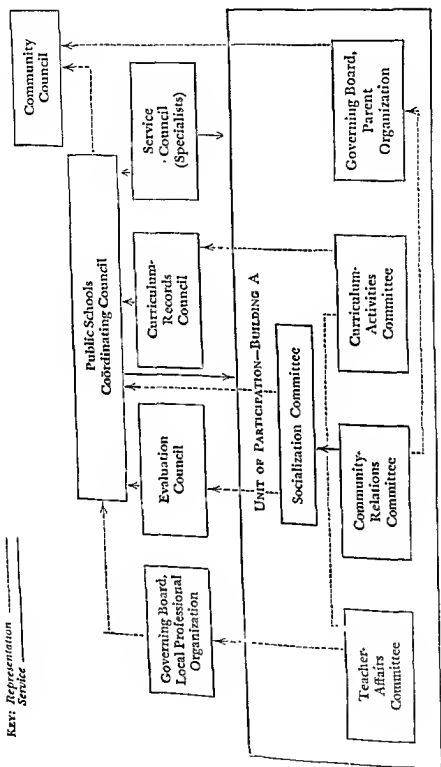 KEY: Representation
Service
Community
Council
Public Schools
Coördinating Council
Governing Board,
Local Professional
Organization
Evaluation
Council
Curriculum-
Records
Council
Service
Council
(Specialists)
UNIT OF PARTICIPATION—BUILDING A
Socialization Committee
Teacher-
Affairs
Committee
Community-
Relations
Committee
Curriculum-
Activities
Committee
Governing Board,
Parent
Organization